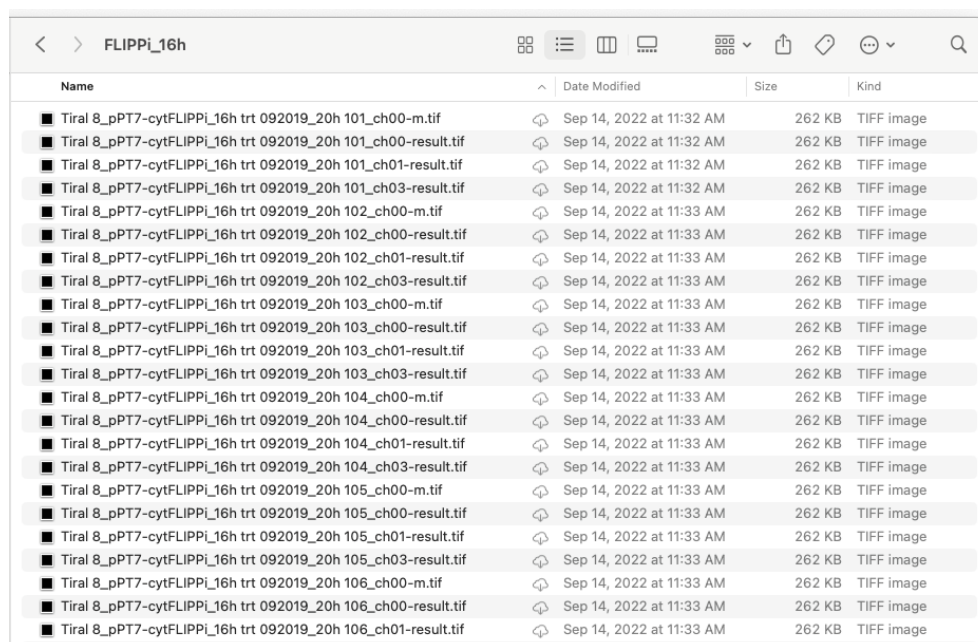 FLIPPi_16h
Name Date Modified Size Kind
Tiral 8_pPT7-cytFLIPPi_16h trt 092019_20h 101_ch00-m.tif Sep 14, 2022 at 11:32 AM 262 KB TIFF image
Tiral 8_pPT7-cytFLIPPi_16h trt 092019_20h 101_ch00-result.tif Sep 14, 2022 at 11:32 AM 262 KB TIFF image
Tiral 8_pPT7-cytFLIPPi_16h trt 092019_20h 101_ch01-result.tif Sep 14, 2022 at 11:32 AM 262 KB TIFF image
Tiral 8_pPT7-cytFLIPPi_16h trt 092019_20h 101_ch03-result.tif Sep 14, 2022 at 11:32 AM 262 KB TIFF image
Tiral 8_pPT7-cytFLIPPi_16h trt 092019_20h 102_ch00-m.tif Sep 14, 2022 at 11:33 AM 262 KB TIFF image
Tiral 8_pPT7-cytFLIPPi_16h trt 092019_20h 102_ch00-result.tif Sep 14, 2022 at 11:33 AM 262 KB TIFF image
Tiral 8_pPT7-cytFLIPPi_16h trt 092019_20h 102_ch01-result.tif Sep 14, 2022 at 11:33 AM 262 KB TIFF image
Tiral 8_pPT7-cytFLIPPi_16h trt 092019_20h 102_ch03-result.tif Sep 14, 2022 at 11:33 AM 262 KB TIFF image
Tiral 8_pPT7-cytFLIPPi_16h trt 092019_20h 103_ch00-m.tif Sep 14, 2022 at 11:33 AM 262 KB TIFF image
Tiral 8_pPT7-cytFLIPPi_16h trt 092019_20h 103_ch00-result.tif Sep 14, 2022 at 11:33 AM 262 KB TIFF image
Tiral 8_pPT7-cytFLIPPi_16h trt 092019_20h 103_ch01-result.tif Sep 14, 2022 at 11:33 AM 262 KB TIFF image
Tiral 8_pPT7-cytFLIPPi_16h trt 092019_20h 103_ch03-result.tif Sep 14, 2022 at 11:33 AM 262 KB TIFF image
Tiral 8_pPT7-cytFLIPPi_16h trt 092019_20h 104_ch00-m.tif Sep 14, 2022 at 11:33 AM 262 KB TIFF image
Tiral 8_pPT7-cytFLIPPi_16h trt 092019_20h 104_ch00-result.tif Sep 14, 2022 at 11:33 AM 262 KB TIFF image
Tiral 8_pPT7-cytFLIPPi_16h trt 092019_20h 104_ch01-result.tif Sep 14, 2022 at 11:33 AM 262 KB TIFF image
Tiral 8_pPT7-cytFLIPPi_16h trt 092019_20h 104_ch03-result.tif Sep 14, 2022 at 11:33 AM 262 KB TIFF image
Tiral 8_pPT7-cytFLIPPi_16h trt 092019_20h 105_ch00-m.tif Sep 14, 2022 at 11:33 AM 262 KB TIFF image
Tiral 8_pPT7-cytFLIPPi_16h trt 092019_20h 105_ch00-result.tif Sep 14, 2022 at 11:33 AM 262 KB TIFF image
Tiral 8_pPT7-cytFLIPPi_16h trt 092019_20h 105_ch01-result.tif Sep 14, 2022 at 11:33 AM 262 KB TIFF image
Tiral 8_pPT7-cytFLIPPi_16h trt 092019_20h 105_ch03-result.tif Sep 14, 2022 at 11:33 AM 262 KB TIFF image
Tiral 8_pPT7-cytFLIPPi_16h trt 092019_20h 106_ch00-m.tif Sep 14, 2022 at 11:33 AM 262 KB TIFF image
Tiral 8_pPT7-cytFLIPPi_16h trt 092019_20h 106_ch00-result.tif Sep 14, 2022 at 11:33 AM 262 KB TIFF image
Tiral 8_pPT7-cytFLIPPi_16h trt 092019_20h 106_ch01-result.tif Sep 14, 2022 at 11:33 AM 262 KB TIFF image